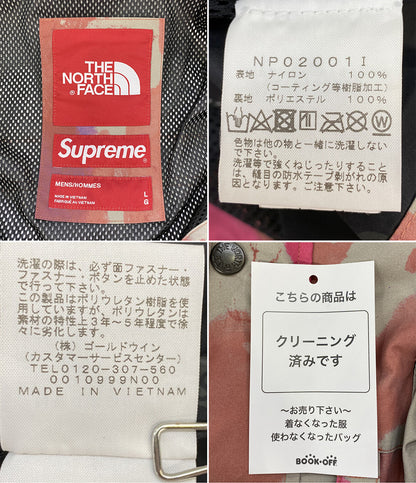 THE
NORTH
FACE
Supreme
MENS/HOMMES
MADE IN VIETNAM
FABRIQUÉ AU VIETNAM
L
G
NP02001I
表地 ナイロン 100%
(コーティング等樹脂加工)
裏地 ポリエステル 100%
色物は他の物と一緒に洗濯しない
で下さい。
洗濯等で強くねじったりすること
は、縫目の防水テープ剥がれの原
因となります。ご注意下さい。
洗濯の際は、必ず面ファスナー・
ファスナー・ボタンを止めた状態
で行って下さい。
この製品はポリウレタン樹脂を使
用していますが、ポリウレタンは
素材の特性上3年〜5年程度で徐
々に劣化します。
(株)ゴールドウイン
(カスタマーサービスセンター)
TEL0120-307-560
0010999N00
MADE IN VIETNAM
こちらの商品は
クリーニング
済みです
〜お売り下さい〜
着なくなった服
使わなくなったバッグ
BOOK·OFF